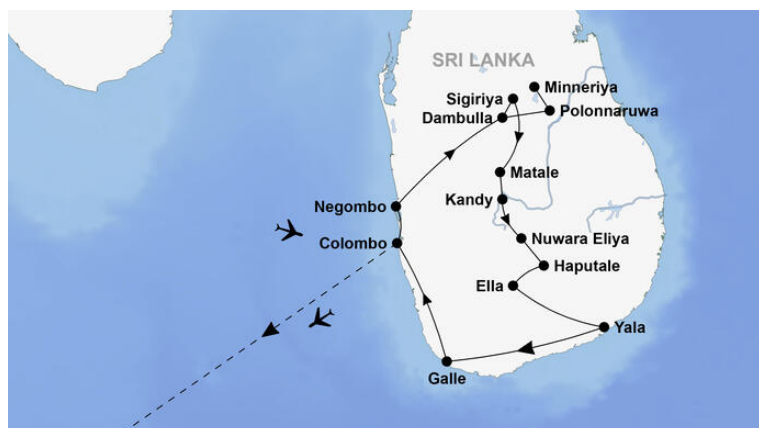 SRI LANKA
Minneriya
Sigiriya
Polonnaruwa
Dambulla
Matale
Kandy
Negombo
Nuwara Eliya
Colombo
Haputale
Ella
Yala
Galle